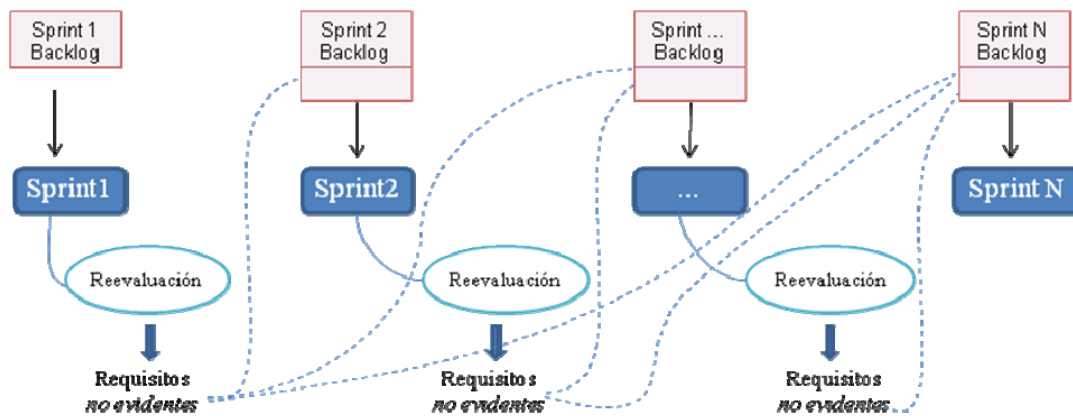 Sprint 1
Backlog
Sprint 2
Backlog
Sprint ...
Backlog
Sprint N
Backlog
Sprint1
Sprint2
...
Sprint N
Reevaluación
Reevaluación
Reevaluación
Requisitos
no evidentes
Requisitos
no evidentes
Requisitos
no evidentes